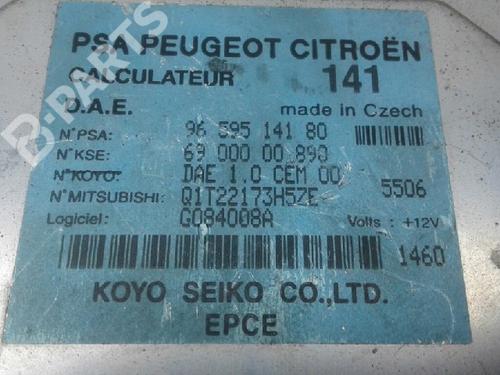 PSA PEUGEOT CITROËN
CALCULATEUR 141
D.A.E. made in Czech
N°PSA: 96 595 141 80
N°KSE: 69 000 00 890
N°KOYO: DAE 1.0 CEM 00
N°MITSUBISHI: Q1T22173H5ZE 5506
Logiciel: G084008A Volts: +12V
1460
KOYO SEIKO CO.,LTD.
EPCE
B-PARTS